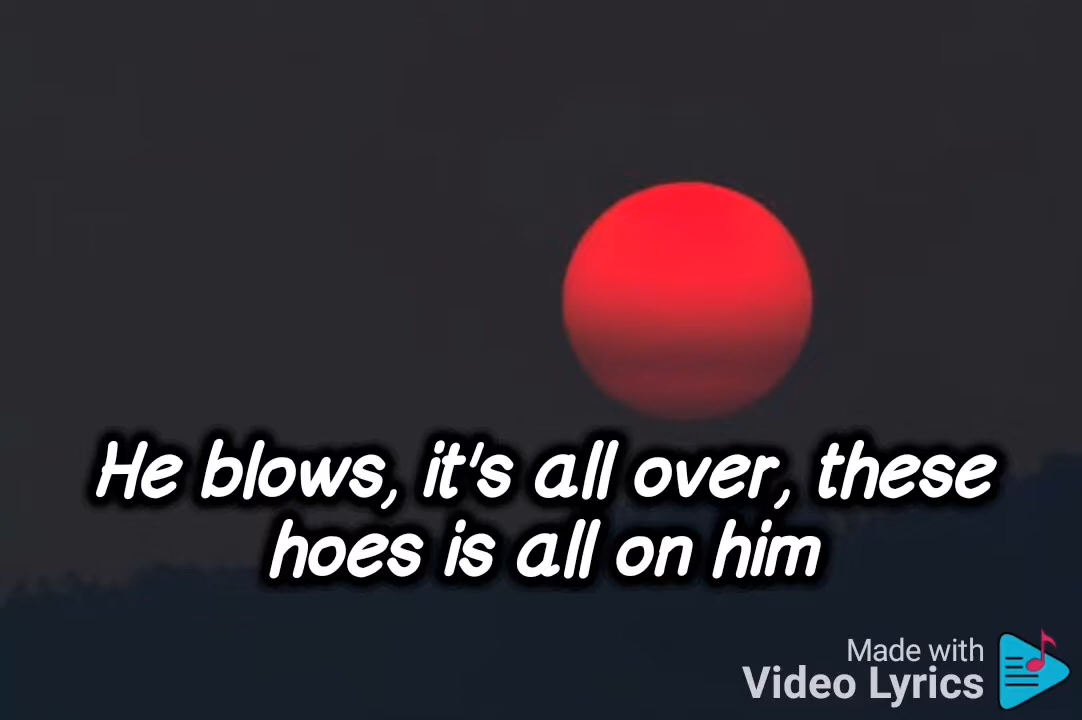 He blows, it's all over, these
hoes is all on him
Made with
Video Lyrics